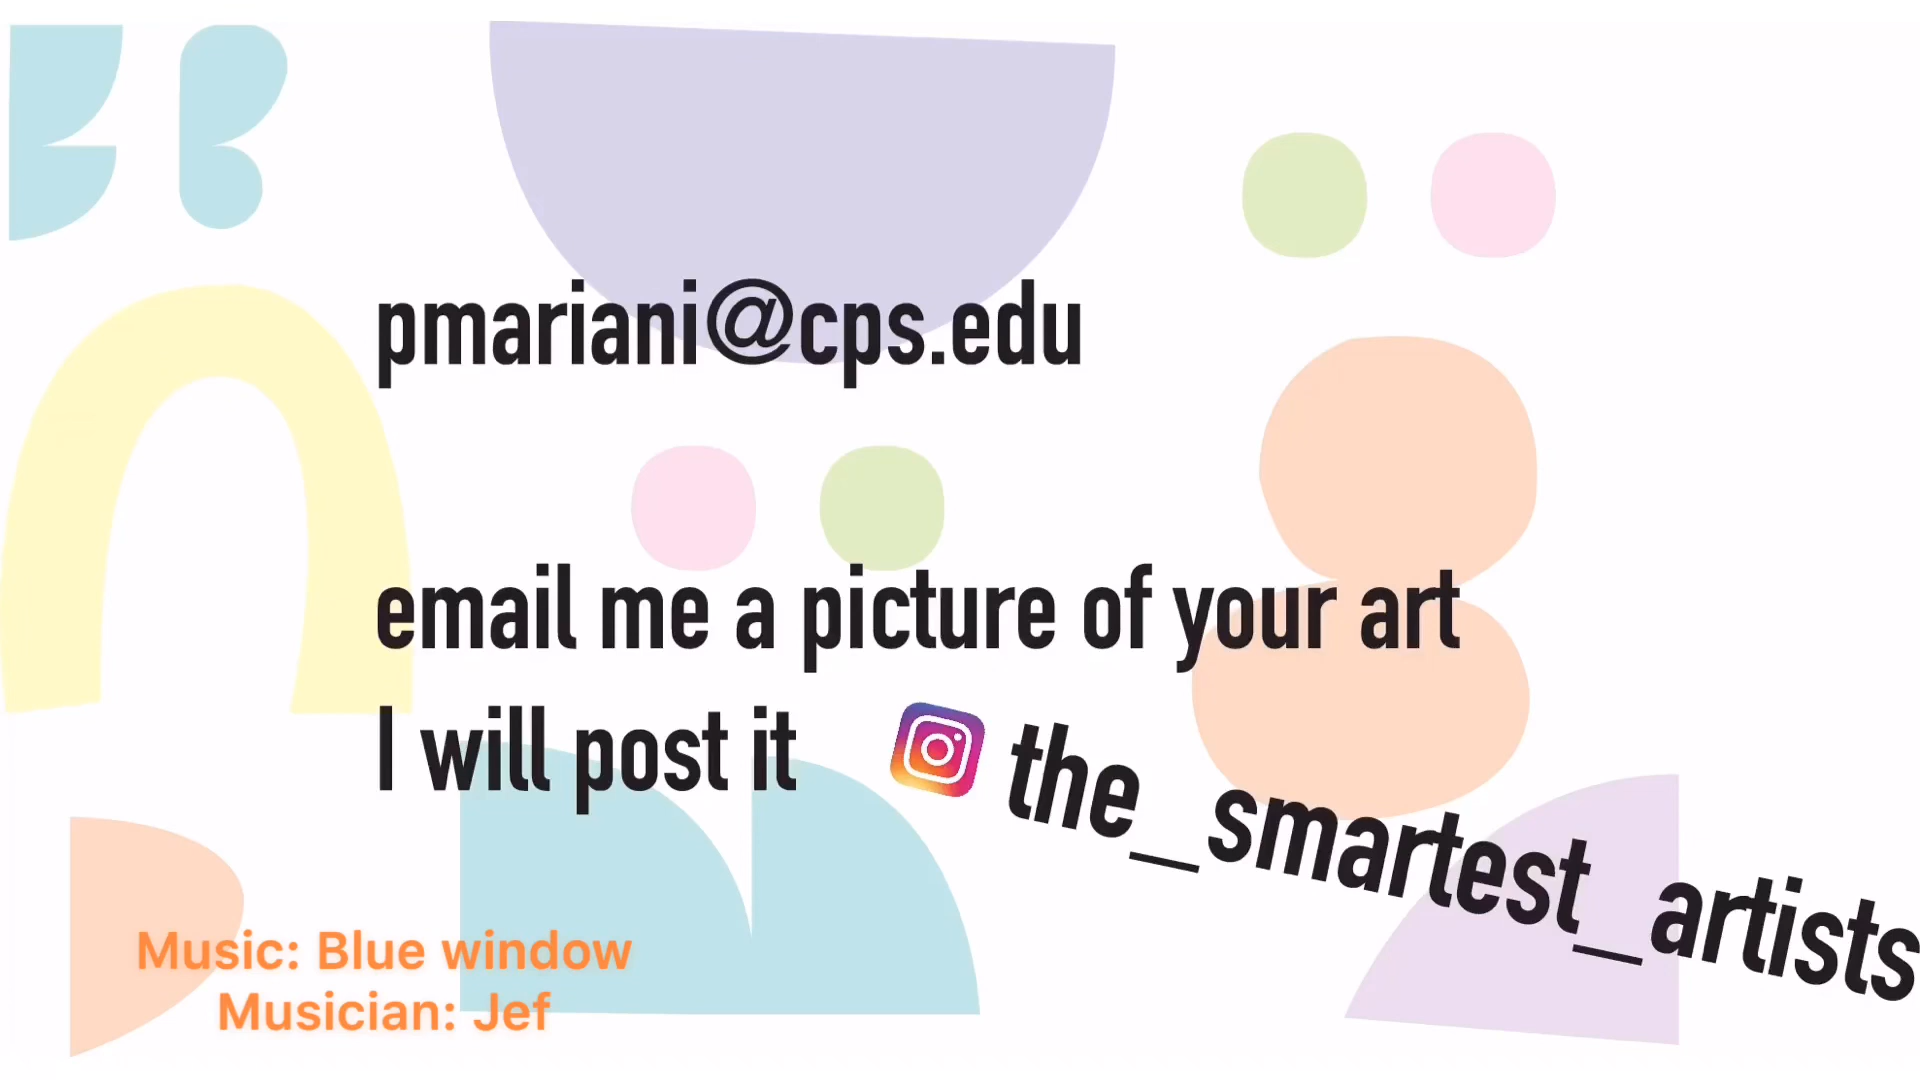 pmariani@cps.edu
email me a picture of your art
I will post it
the_smartest_artists
Music: Blue window
Musician: Jef